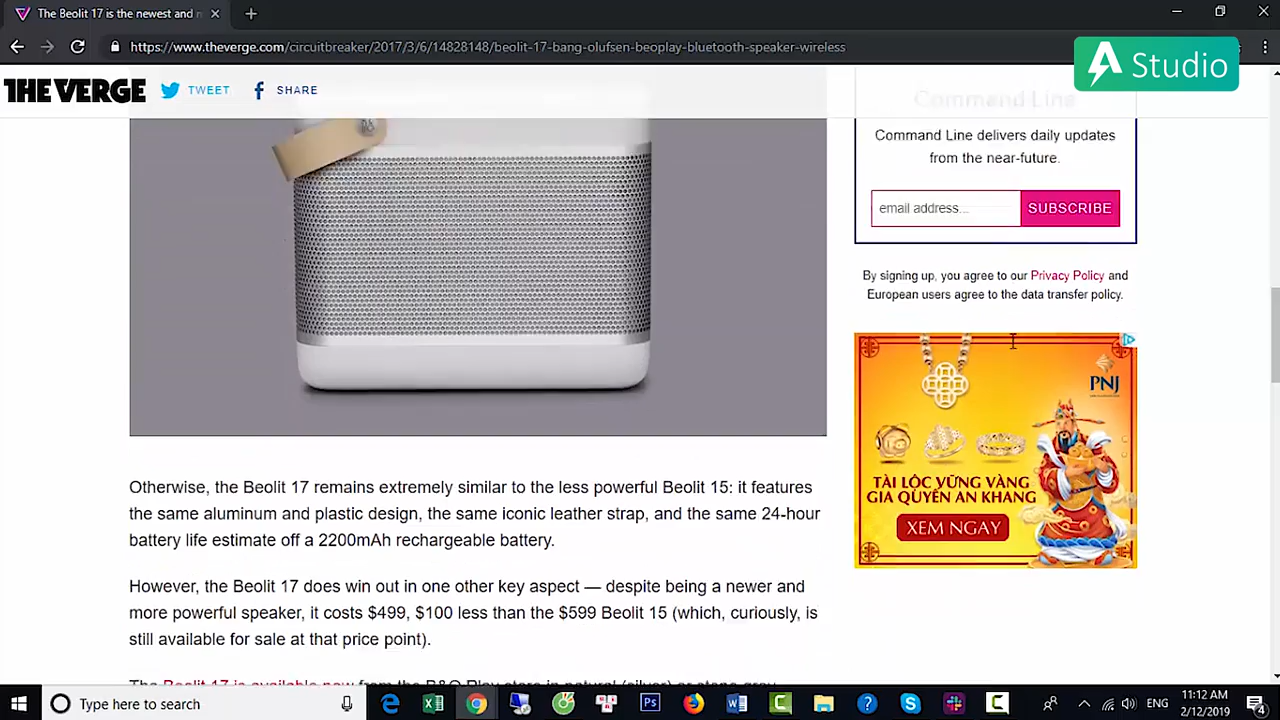 The Beolit 17 is the newest and
https://www.theverge.com/circuitbreaker/2017/3/6/14828148/beolit-17-bang-olufsen-beoplay-bluetooth-speaker-wireless
Studio
THE VERGE
TWEET
SHARE
Command Line
Command Line delivers daily updates
from the near-future.
email address...
SUBSCRIBE
By signing up, you agree to our Privacy Policy and
European users agree to the data transfer policy.
PNJ
TÀI LỘC VỮNG VÀNG
GIA QUYẾN AN KHANG
XEM NGAY
Otherwise, the Beolit 17 remains extremely similar to the less powerful Beolit 15: it features
the same aluminum and plastic design, the same iconic leather strap, and the same 24-hour
battery life estimate off a 2200mAh rechargeable battery.
However, the Beolit 17 does win out in one other key aspect — despite being a newer and
more powerful speaker, it costs $499, $100 less than the $599 Beolit 15 (which, curiously, is
still available for sale at that price point).
The Beolit 17 is available now from the B&O Play store in natural (silver) or stone gray
Type here to search
ENG
11:12 AM
2/12/2019
4